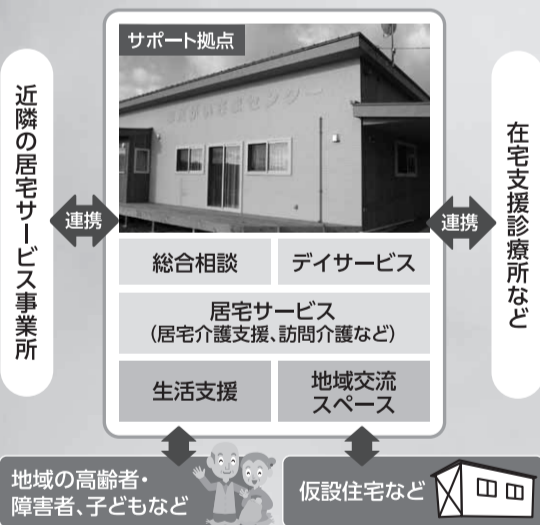 サポート拠点
近隣の居宅サービス事業所
連携
連携
在宅支援診療所など
総合相談
デイサービス
居宅サービス
（居宅介護支援、訪問介護など）
生活支援
地域交流
スペース
地域の高齢者・
障害者、子どもなど
仮設住宅など